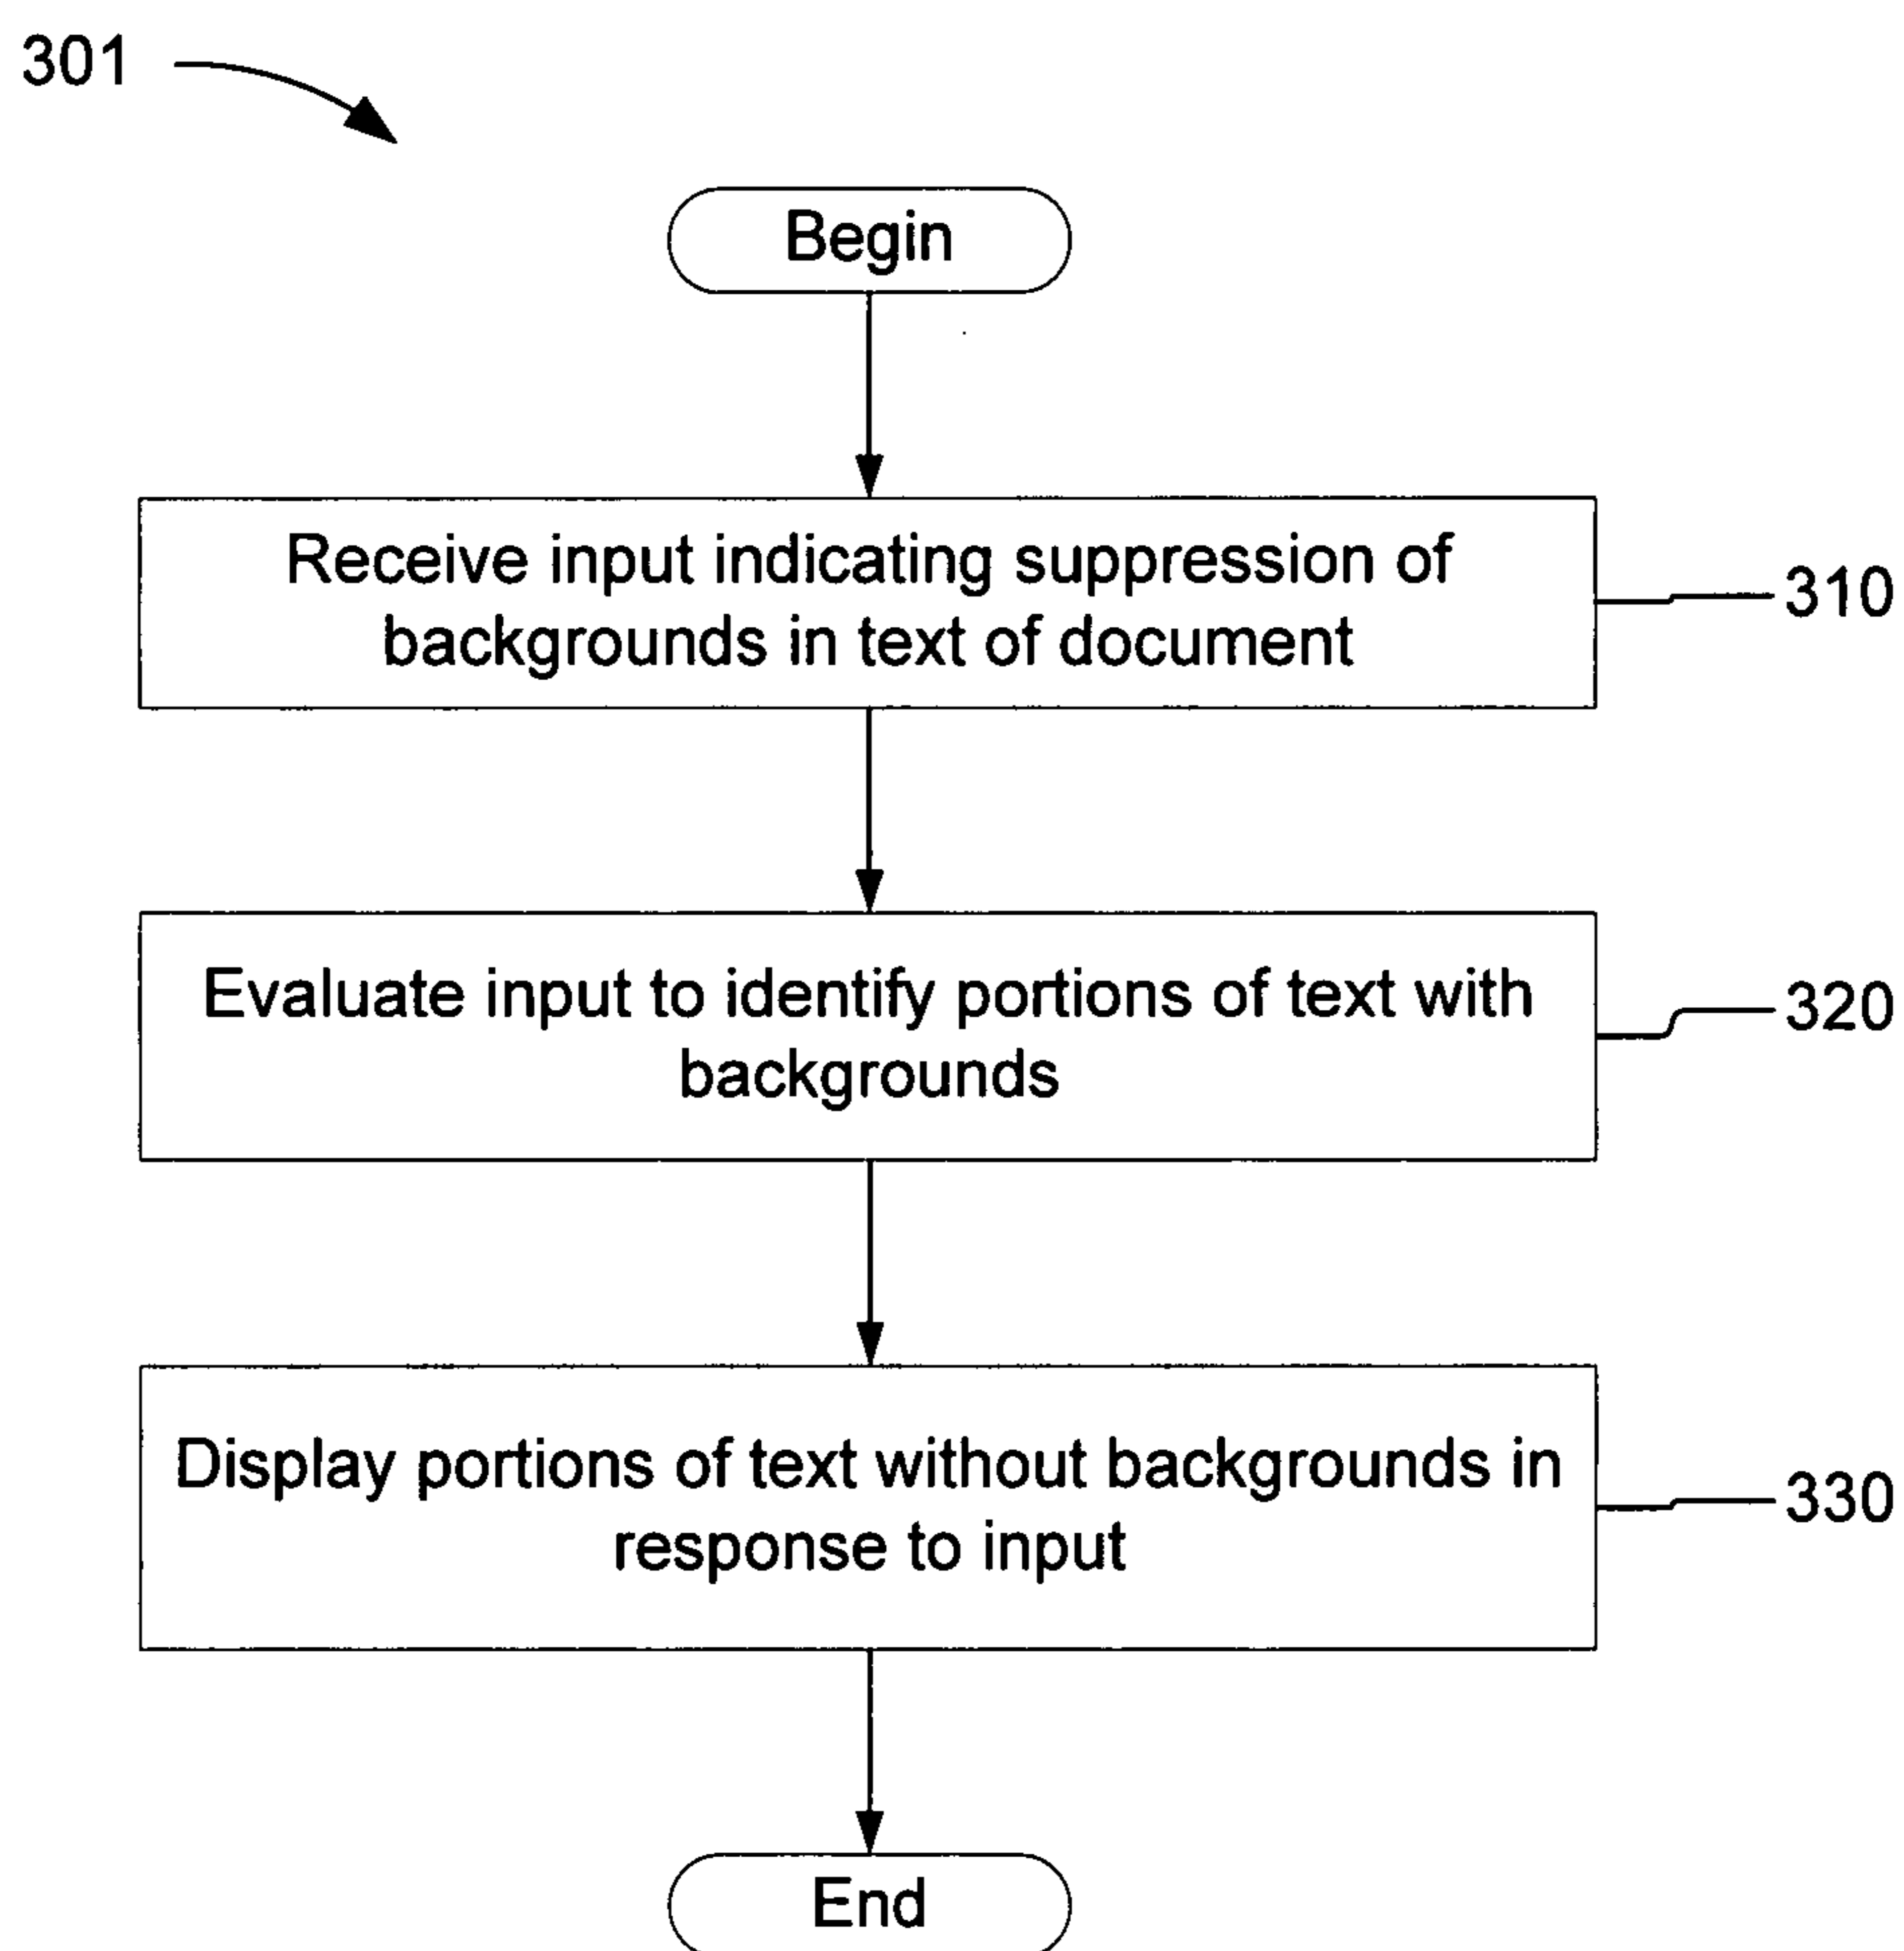 301
Begin
Receive input indicating suppression of
backgrounds in text of document
310
Evaluate input to identify portions of text with
backgrounds
320
Display portions of text without backgrounds in
response to input
330
End